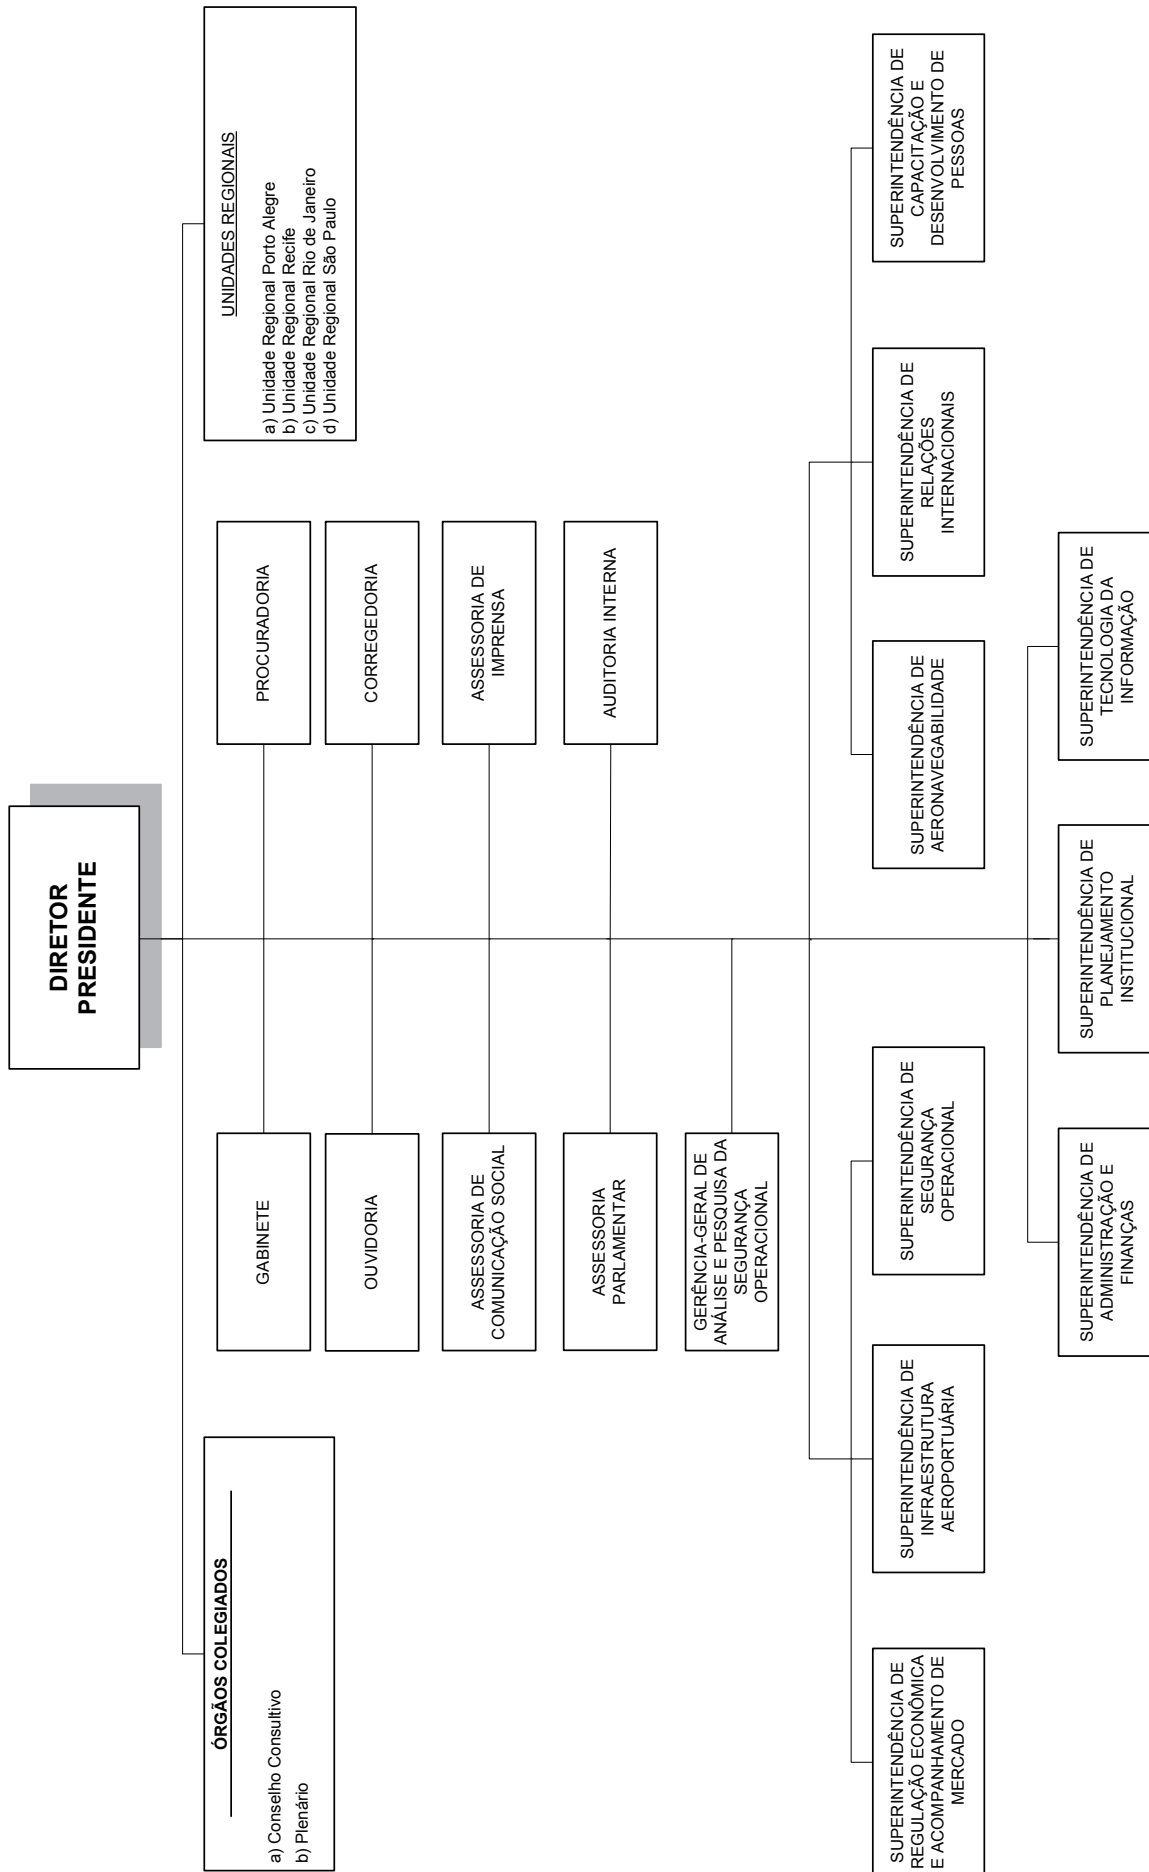 DIRETOR
PRESIDENTE
ÓRGÃOS COLEGIADOS
a) Conselho Consultivo
b) Plenário
UNIDADES REGIONAIS
a) Unidade Regional Porto Alegre
b) Unidade Regional Recife
c) Unidade Regional Rio de Janeiro
d) Unidade Regional São Paulo
GABINETE
PROCURADORIA
OUVIDORIA
CORREGEDORIA
ASSESSORIA DE
COMUNICAÇÃO SOCIAL
ASSESSORIA DE
IMPRENSA
ASSESSORIA
PARLAMENTAR
AUDITORIA INTERNA
GERÊNCIA-GERAL DE
ANÁLISE E PESQUISA DA
SEGURANÇA
OPERACIONAL
SUPERINTENDÊNCIA DE
REGULAÇÃO ECONÔMICA
E ACOMPANHAMENTO DE
MERCADO
SUPERINTENDÊNCIA DE
INFRAESTRUTURA
AEROPORTUÁRIA
SUPERINTENDÊNCIA DE
SEGURANÇA
OPERACIONAL
SUPERINTENDÊNCIA DE
AERONAVEGABILIDADE
SUPERINTENDÊNCIA DE
RELAÇÕES
INTERNACIONAIS
SUPERINTENDÊNCIA DE
CAPACITAÇÃO E
DESENVOLVIMENTO DE
PESSOAS
SUPERINTENDÊNCIA DE
ADMINISTRAÇÃO E
FINANÇAS
SUPERINTENDÊNCIA DE
PLANEJAMENTO
INSTITUCIONAL
SUPERINTENDÊNCIA DE
TECNOLOGIA DA
INFORMAÇÃO